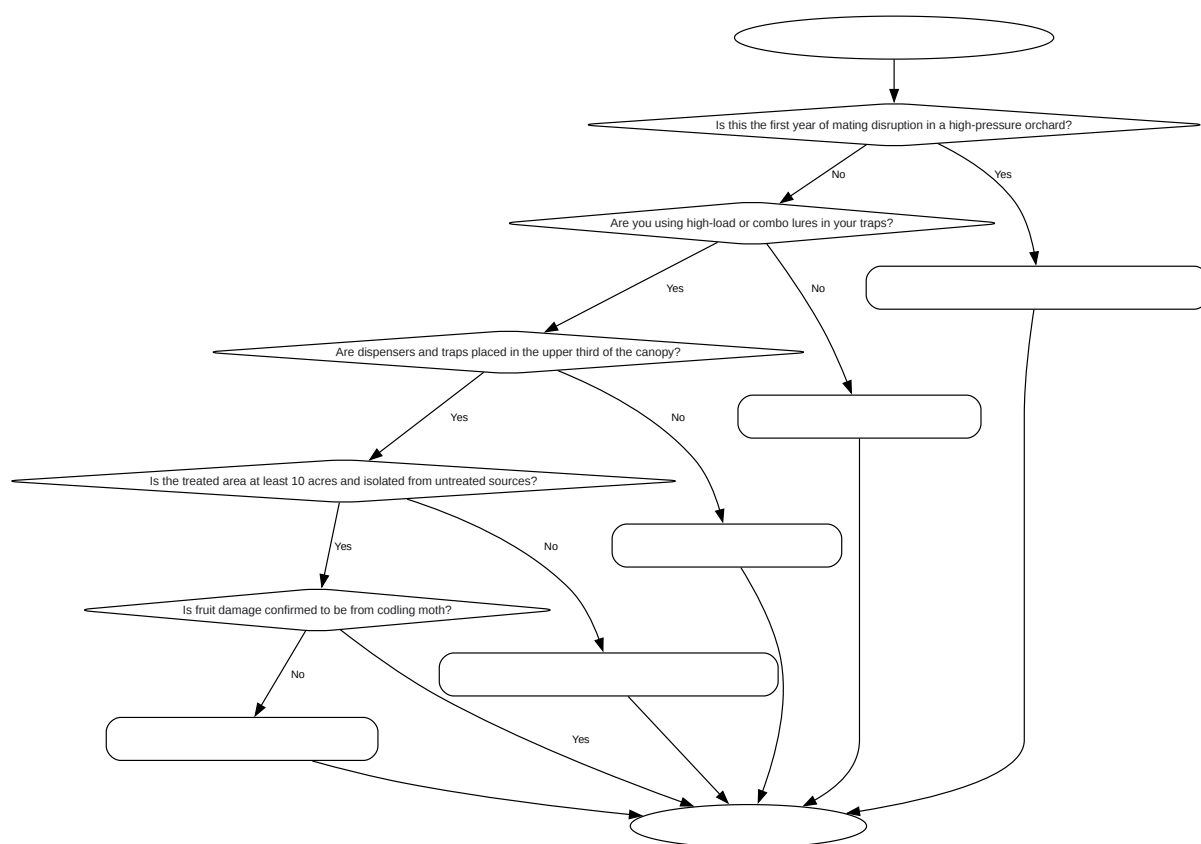 Is this the first year of mating disruption in a high-pressure orchard?
No
Yes
Are you using high-load or combo lures in your traps?
Yes
No
Are dispensers and traps placed in the upper third of the canopy?
Yes
No
Is the treated area at least 10 acres and isolated from untreated sources?
Yes
No
Is fruit damage confirmed to be from codling moth?
No
Yes